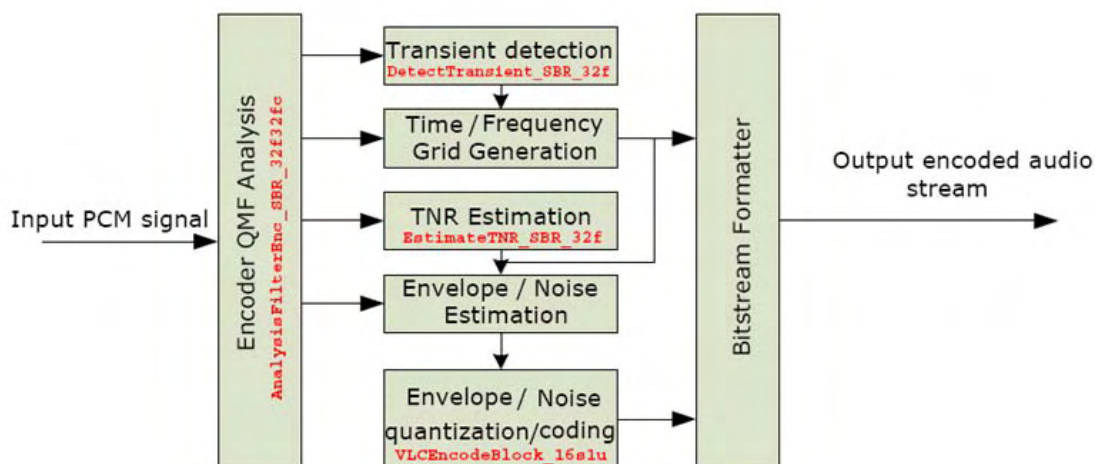 Input PCM signal
Encoder QMF Analysis
AnalysisFilterEnc_SBR_32f32fc
Transient detection
DetectTransient_SBR_32f
Time / Frequency
Grid Generation
TNR Estimation
EstimateTNR_SBR_32f
Envelope / Noise
Estimation
Envelope / Noise
quantization/coding
VLCEncodeBlock_16s1u
Bitstream Formatter
Output encoded audio
stream